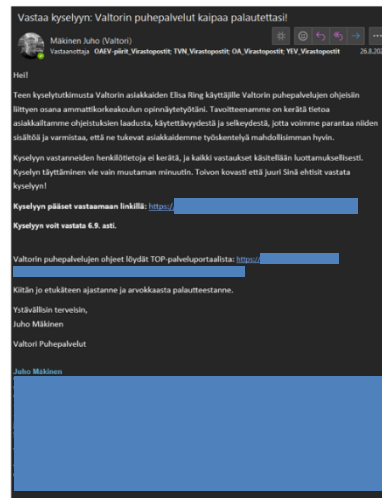 Vastaa kyselyyn: Valtorin puhepalvelut kaipaa palautettasi!
Mäkinen Juho (Valtori)
Vastaanottaja OAEV-piirit_Virastopostit; TVN_Virastopostit; OA_Virastopostit; YEV_Virastopostit
26.8.202
Hei!
Teen kyselytutkimusta Valtorin asiakkaiden Elisa Ring käyttäjille Valtorin puhepalvelujen ohjeisiin
liittyen osana ammattikorkeakoulun opinnäytetyötäni. Tavoitteenamme on kerätä tietoa
asiakkailtamme ohjeistuksien laadusta, käytettävyydestä ja selkeydestä, jotta voimme parantaa niiden
sisältöä ja varmistaa, että ne tukevat asiakkaidemme työskentelyä mahdollisimman hyvin.
Kyselyyn vastanneiden henkilötietoja ei kerätä, ja kaikki vastaukset käsitellään luottamuksellisesti.
Kyselyn täyttäminen vie vain muutaman minuutin. Toivon kovasti että juuri Sinä ehtisit vastata
kyselyyn!
Kyselyyn pääset vastaamaan linkillä: https:/
Kyselyyn voit vastata 6.9. asti.
Valtorin puhepalvelujen ohjeet löydät TOP-palveluportaalista: https:/
Kiitän jo etukäteen ajastanne ja arvokkaasta palautteestanne.
Ystävällisin terveisin,
Juho Mäkinen
Valtori Puhepalvelut
Juho Mäkinen